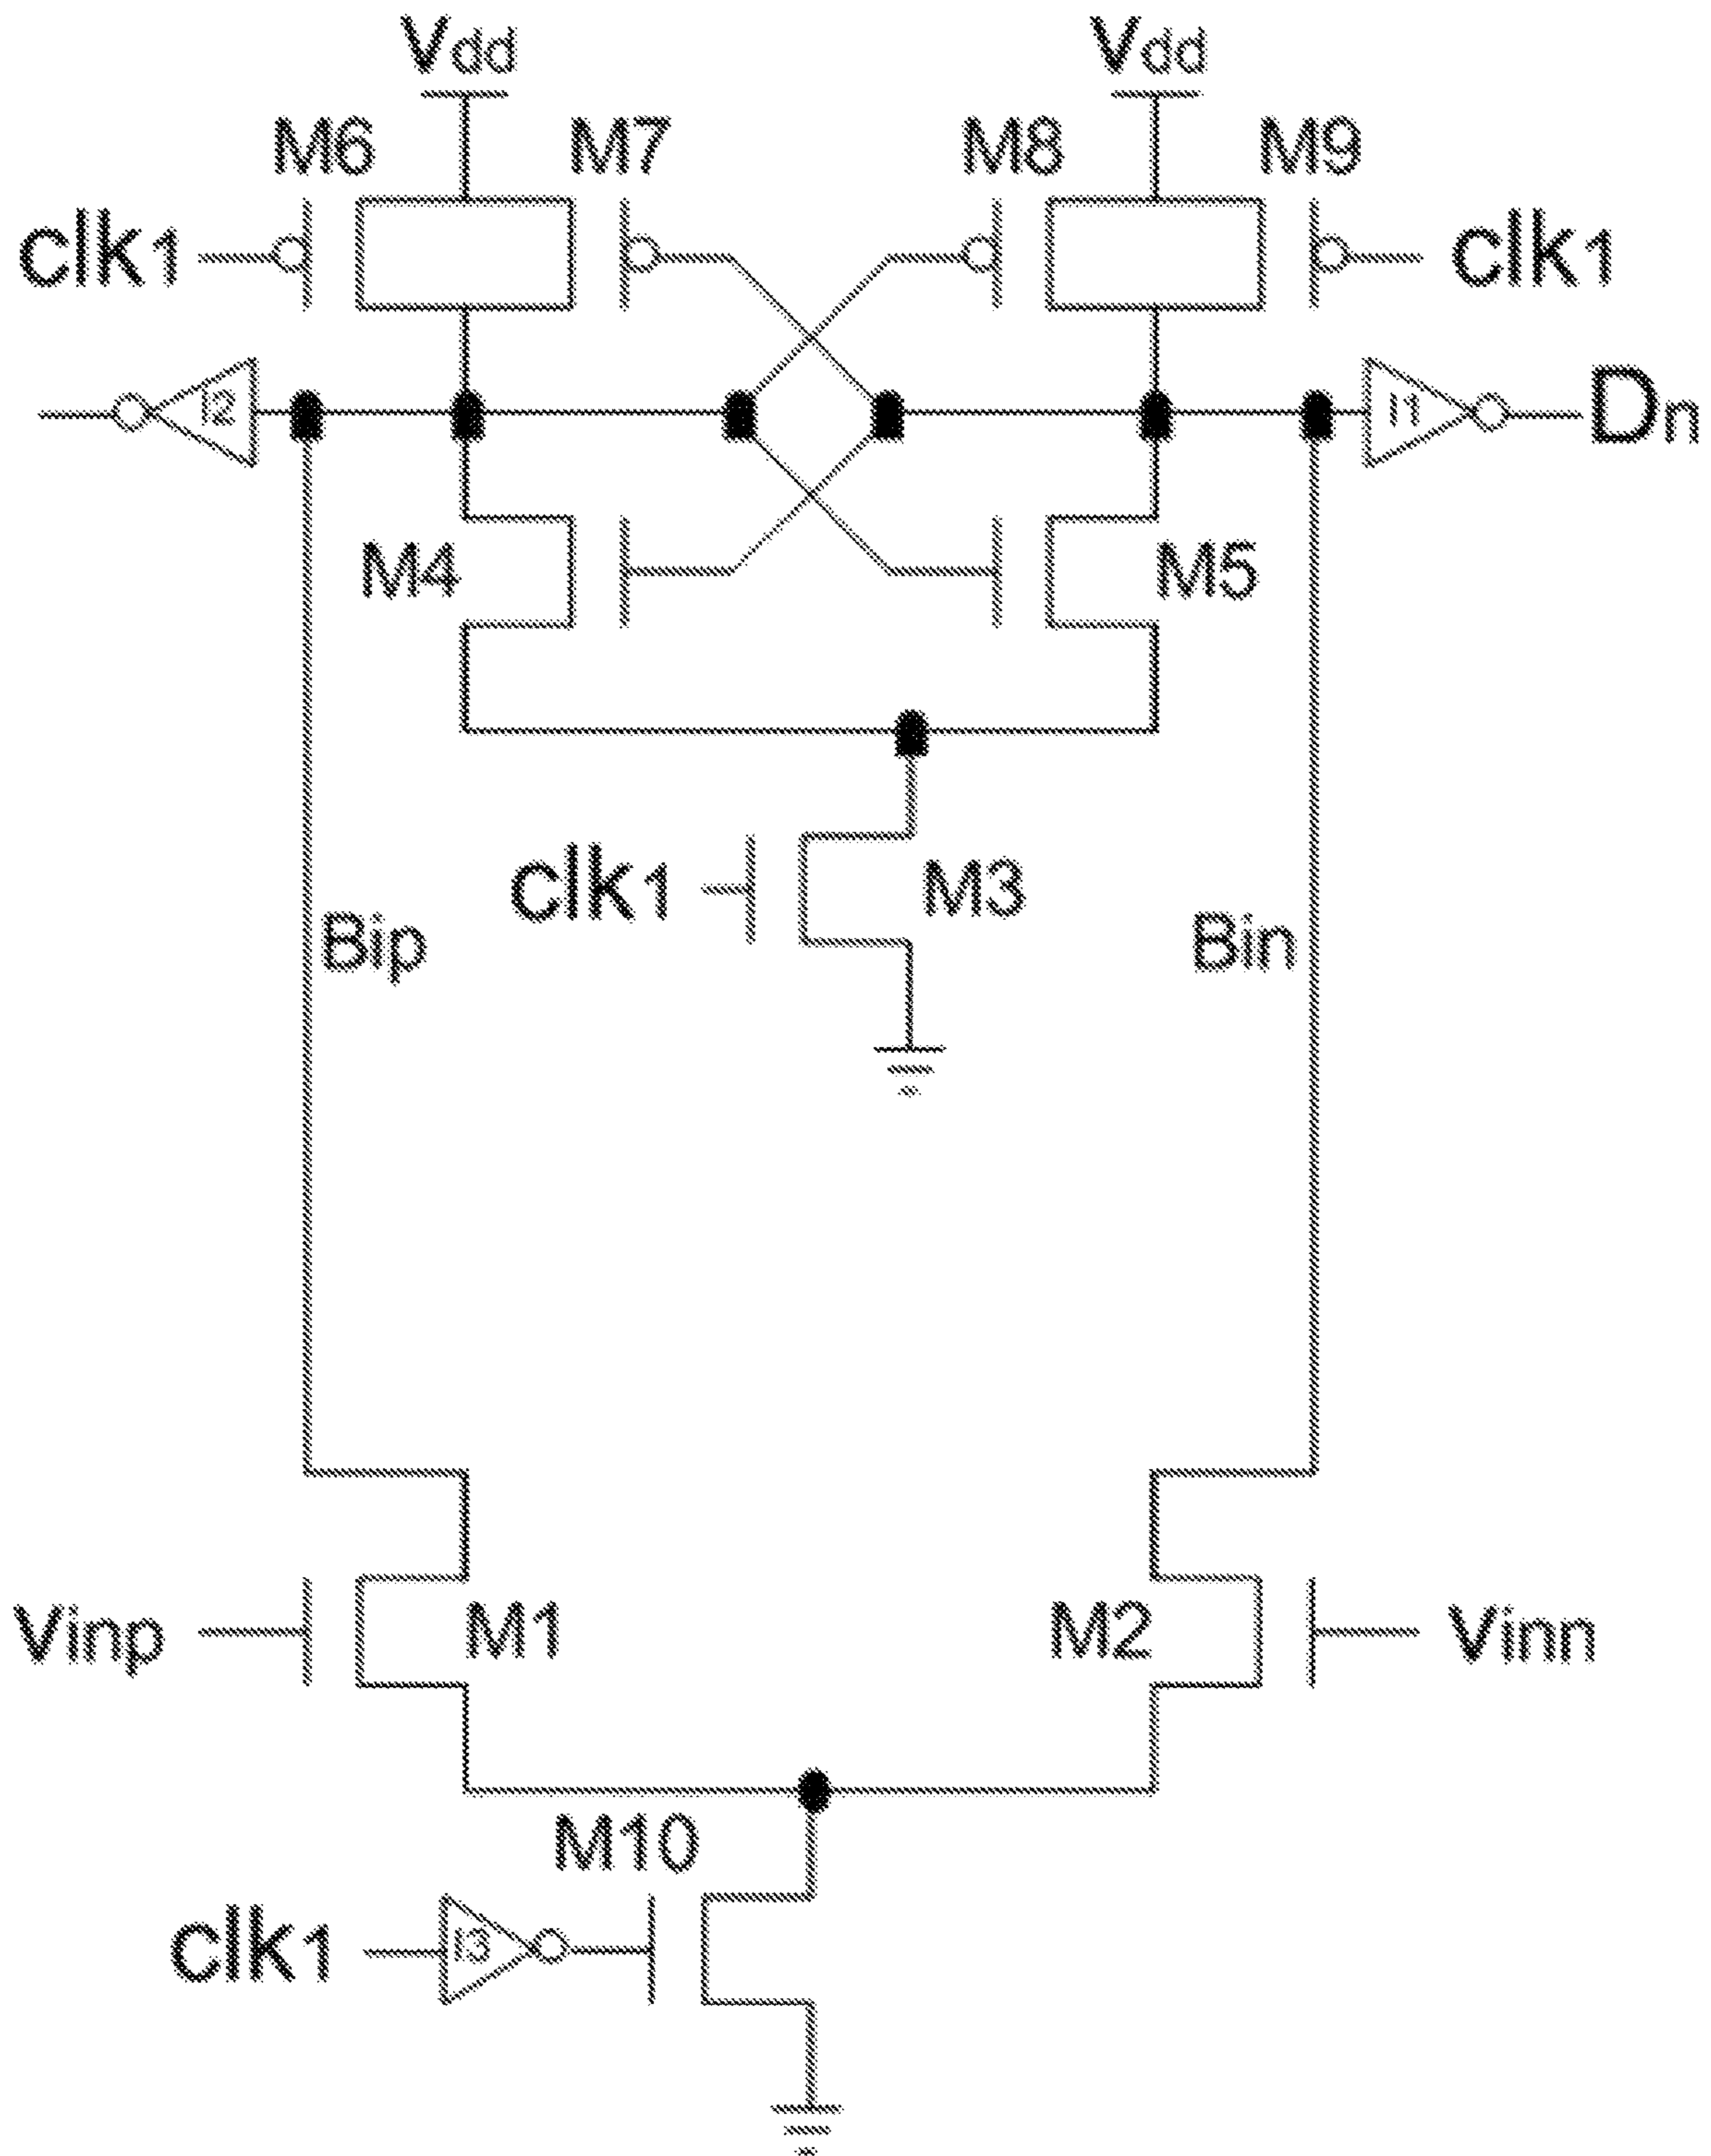 Vdd Vdd
M6 M7 M8 M9
clk1 clk1
I2 I1 Dn
M4 M5
clk1 M3
Bip Bin
Vinp M1 M2 Vinn
M10
clk1 I3